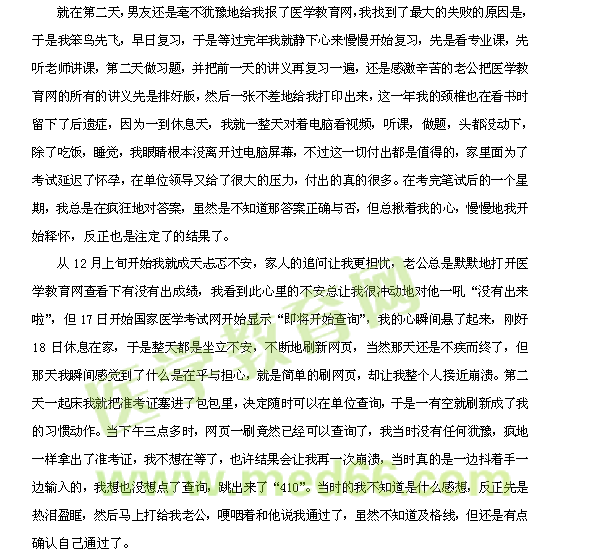 就在第二天，男友还是毫不犹豫地给我报了医学教育网，我找到了最大的失败的原因是，
于是我笨鸟先飞，早日复习，于是等过完年我就静下心来慢慢开始复习，先是看专业课，先
听老师讲课，第二天做习题，并把前一天的讲义再复习一遍，还是感激辛苦的老公把医学教
育网的所有的讲义先是排好版，然后一张不差地给我打印出来，这一年我的颈椎也在看书时
留下了后遗症，因为一到休息天，我就一整天对着电脑看视频，听课，做题，头都没动下，
除了吃饭，睡觉，我眼睛根本没离开过电脑屏幕，不过这一切付出都是值得的，家里面为了
考试延迟了怀孕，在单位领导又给了很大的压力，付出的真的很多。在考完笔试后的一个星
期，我总是在疯狂地对答案，虽然是不知道那答案正确与否，但总揪着我的心，慢慢地我开
始释怀，反正也是注定了的结果了。
从 12 月上旬开始我就成天忐忑不安，家人的追问让我更担忧，老公总是默默地打开医
学教育网查看下有没有出成绩，我看到此心里的不安总让我很冲动地对他一吼“没有出来
啦”，但 17 日开始国家医学考试网开始显示“即将开始查询”，我的心瞬间悬了起来，刚好
18 日休息在家，于是整天都是坐立不安，不断地刷新网页，当然那天还是不疾而终了，但
那天我瞬间感觉到了什么是在乎与担心，就是简单的刷网页，却让我整个人接近崩溃。第二
天一起床我就把准考证塞进了包包里，决定随时可以在单位查询，于是一有空就刷新成了我
的习惯动作。当下午三点多时，网页一刷竟然已经可以查询了，我当时没有任何犹豫，疯地
一样拿出了准考证，我不想在等了，也许结果会让我再一次崩溃，当时真的是一边抖着手一
边输入的，我想也没想点了查询，跳出来了“410”。当时的我不知道是什么感想，反正先是
热泪盈眶，然后马上打给我老公，哽咽着和他说我通过了，虽然不知道及格线，但还是有点
确认自己通过了。
医学教育网
www.med66.com